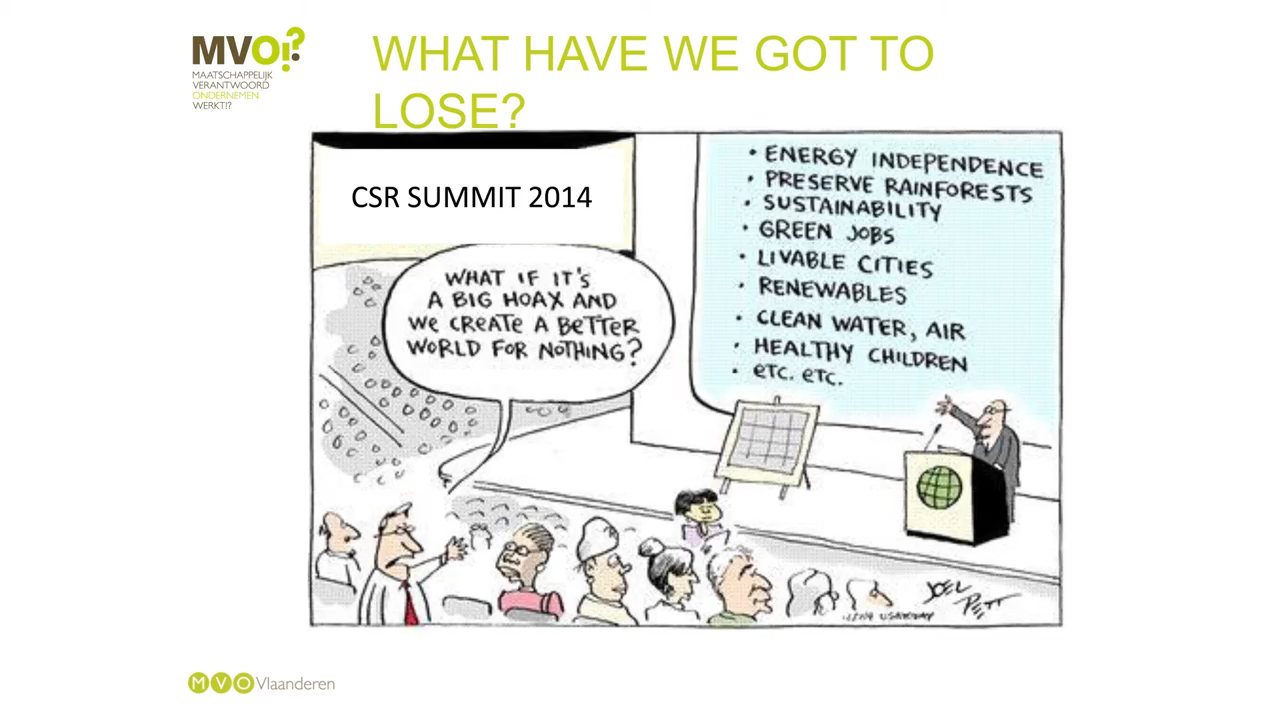 MVO!?
MAATSCHAPPELIJK
VERANTWOORD
ONDERNEMEN
WERKT!?
WHAT HAVE WE GOT TO
LOSE?
CSR SUMMIT 2014
WHAT IF IT'S
A BIG HOAX AND
WE CREATE A BETTER
WORLD FOR NOTHING?
• ENERGY INDEPENDENCE
• PRESERVE RAINFORESTS
• SUSTAINABILITY
• GREEN JOBS
• LIVABLE CITIES
• RENEWABLES
• CLEAN WATER, AIR
• HEALTHY CHILDREN
• ETC. ETC.
JOEL
PETT
USA TODAY
MVO Vlaanderen